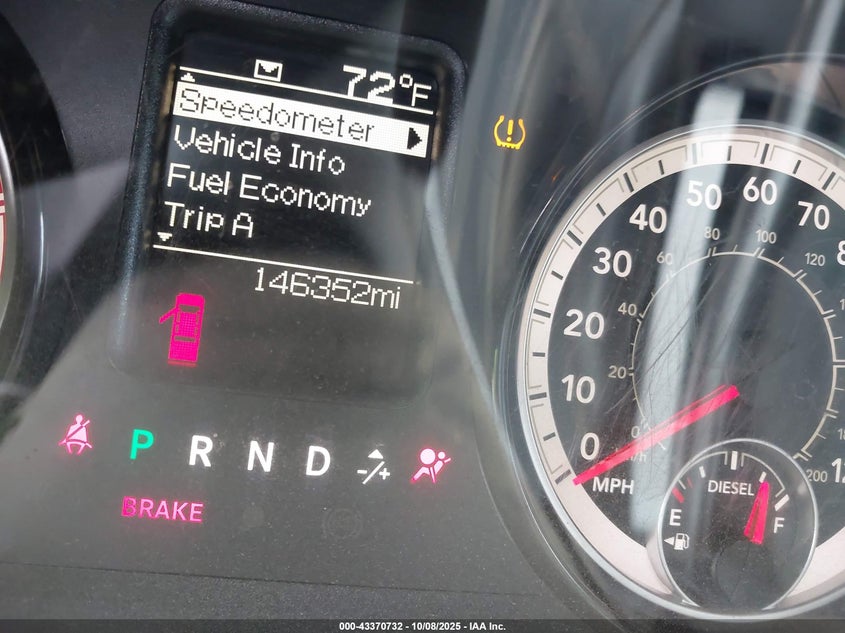 72°F
Speedometer
Vehicle Info
Fuel Economy
Trip A
146352mi
P R N D -/+
BRAKE
0 10 20 30 40 50 60 70
MPH
0 20 40 60 80 100 120
200
DIESEL
E F
000-43370732 - 10/08/2025 - IAA Inc.